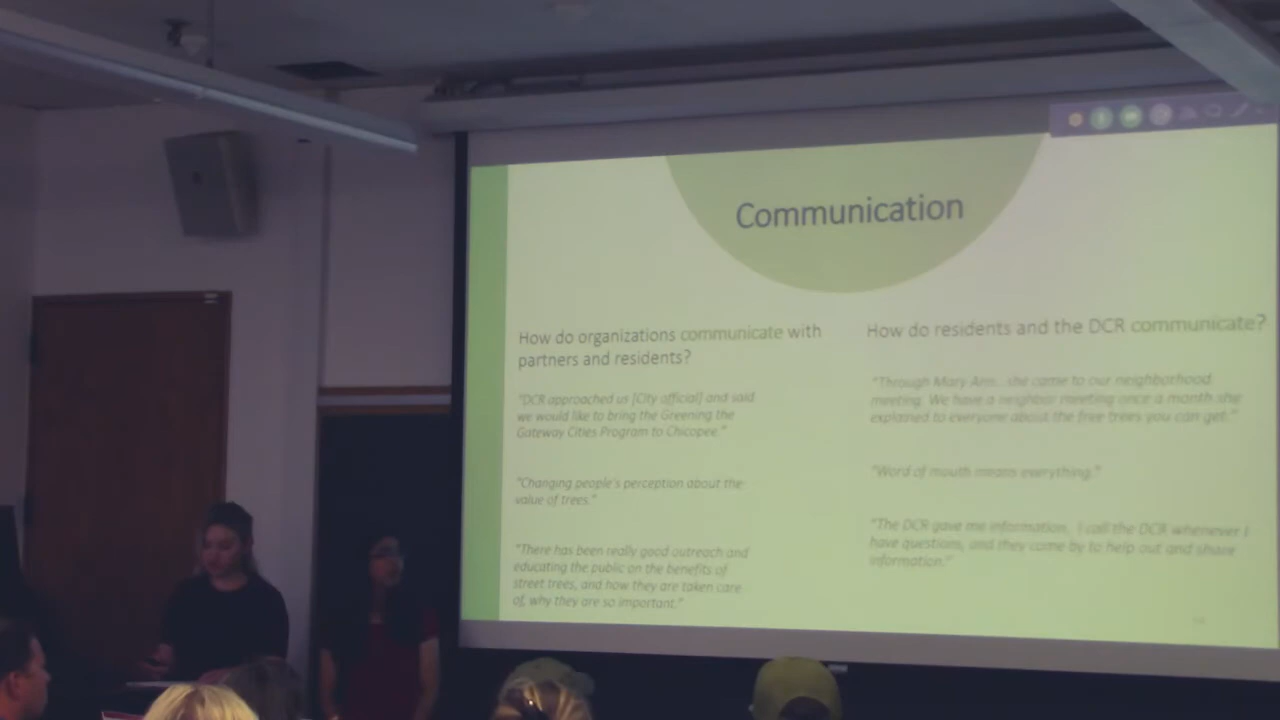 Communication
How do organizations communicate with
partners and residents?
"DCR approached us [City official] and said
we would like to bring the Greening the
Gateway Cities Program to Chicopee."
"Changing people's perception about the
value of trees."
"There has been really good outreach and
educating the public on the benefits of
street trees, and how they are taken care
of, why they are so important."
How do residents and the DCR communicate?
"Through Mary Ann...she came to our neighborhood
meeting. We have a neighbor meeting once a month she
explained to everyone about the free trees you can get."
"Word of mouth means everything."
"The DCR gave me information. I call the DCR whenever I
have questions, and they come by to help out and share
information."